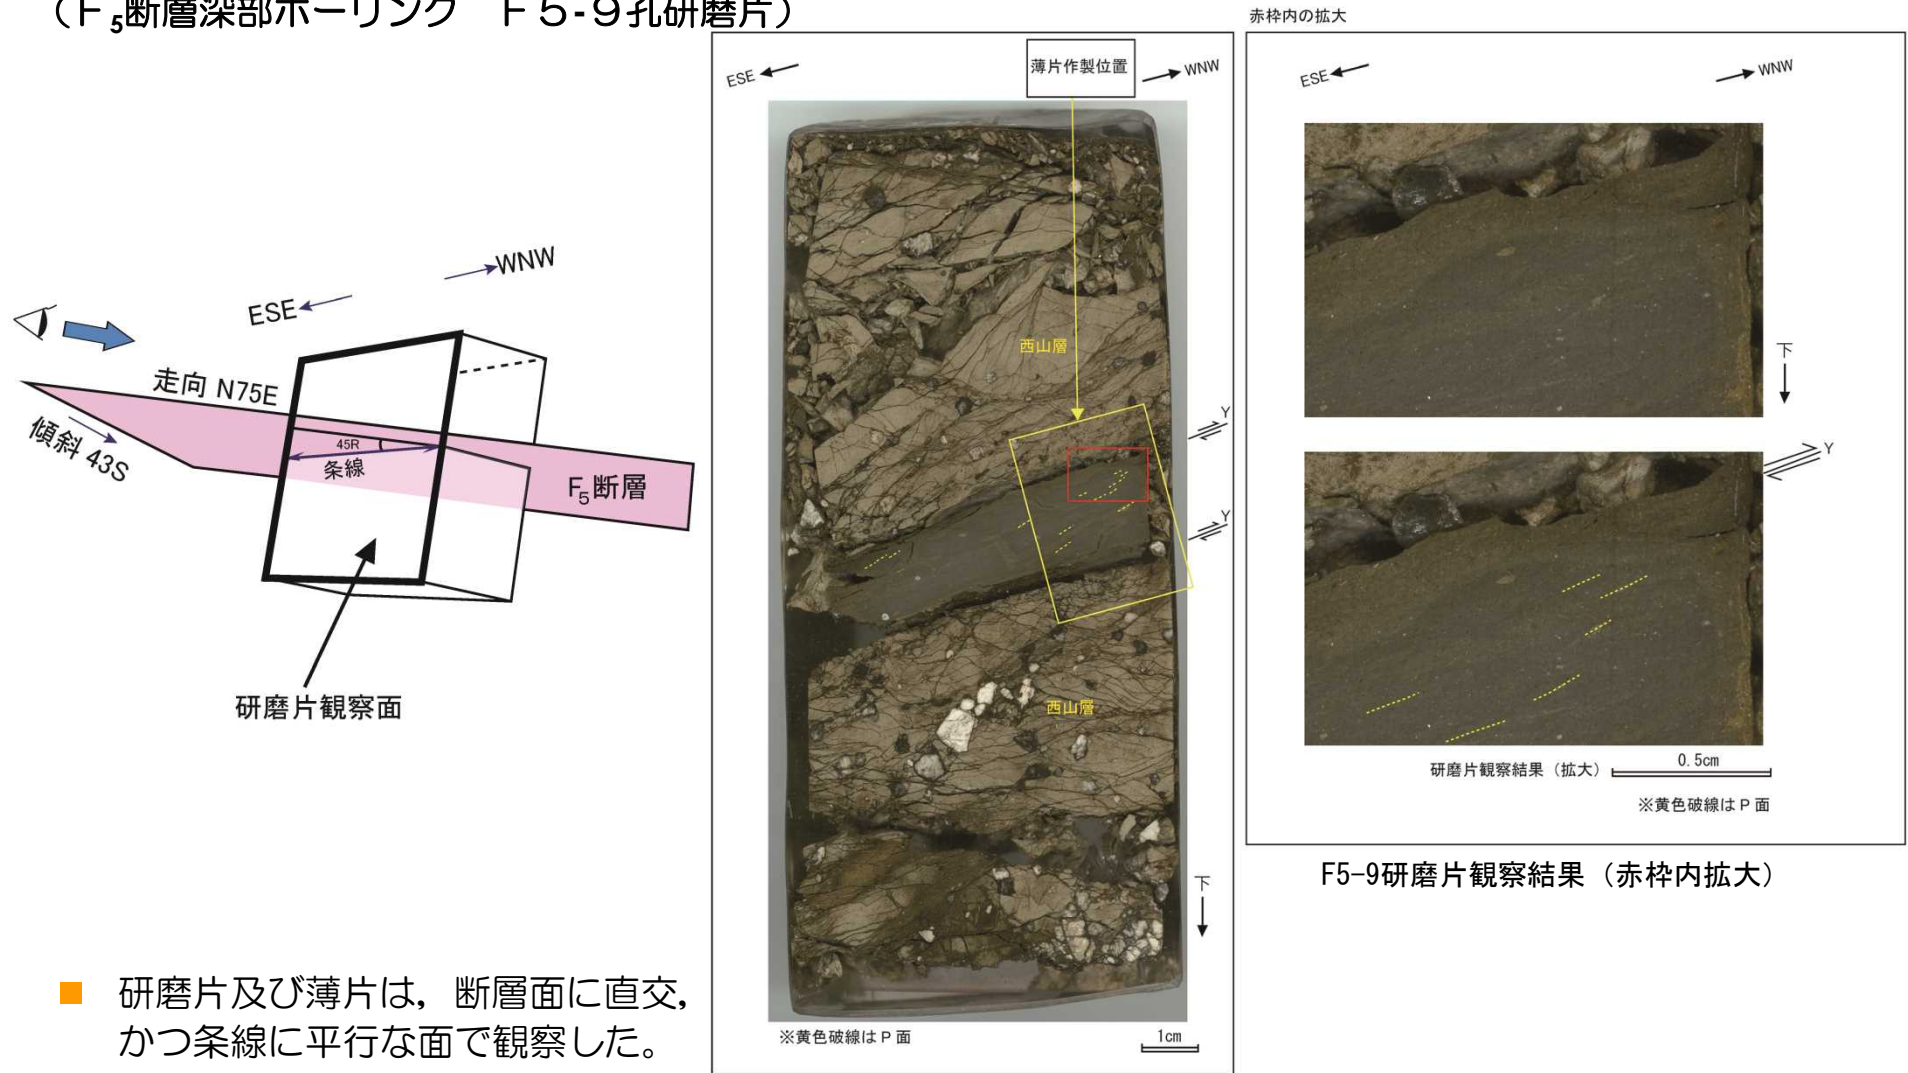 （Ｆ5断層深部ボーリング　Ｆ５-９孔研磨片）
ESE
WNW
走向 N75E
傾斜 43S
45R
条線
F5断層
研磨片観察面
■ 研磨片及び薄片は，断層面に直交，
かつ条線に平行な面で観察した。
ESE
薄片作製位置
WNW
西山層
Y
Y
西山層
下
※黄色破線はＰ面
1cm
赤枠内の拡大
ESE
WNW
下
Y
研磨片観察結果（拡大）
0.5cm
※黄色破線はＰ面
F5-9研磨片観察結果（赤枠内拡大）